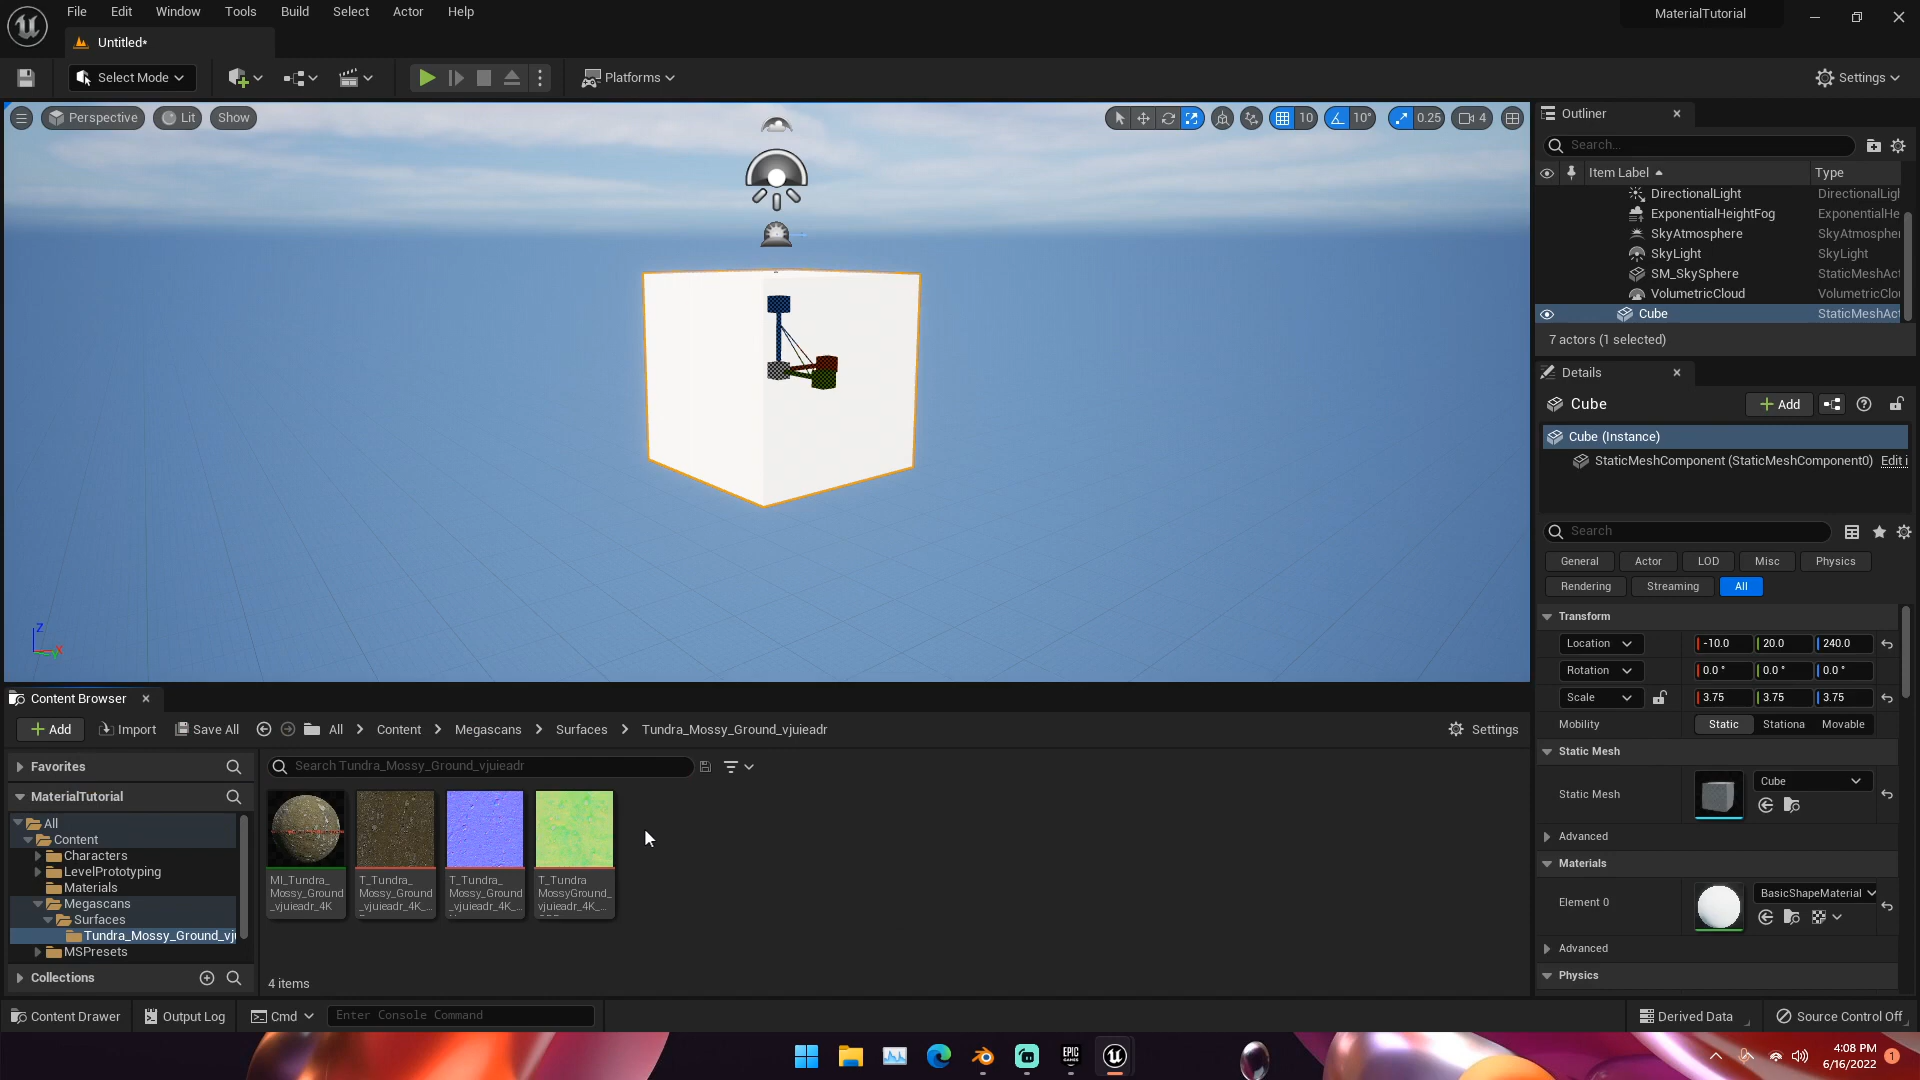 File Edit Window Tools Build Select Actor Help
MaterialTutorial
Untitled*
Select Mode
Platforms
Settings
Perspective Lit Show
10 10° 0.25 4
Z
X
Outliner
Search...
Item Label Type
DirectionalLight DirectionalLigh
ExponentialHeightFog ExponentialHe
SkyAtmosphere SkyAtmospher
SkyLight SkyLight
SM_SkySphere StaticMeshAct
VolumetricCloud VolumetricClou
Cube StaticMeshAct
7 actors (1 selected)
Details
Cube
Add
Cube (Instance)
StaticMeshComponent (StaticMeshComponent0) Edit i
Search
General Actor LOD Misc Physics
Rendering Streaming All
Transform
Location -10.0 20.0 240.0
Rotation 0.0° 0.0° 0.0°
Scale 3.75 3.75 3.75
Mobility Static Stationa Movable
Static Mesh
Static Mesh Cube
Advanced
Materials
Element 0 BasicShapeMaterial
Advanced
Physics
Content Browser
Add Import Save All All Content Megascans Surfaces Tundra_Mossy_Ground_vjuieadr Settings
Favorites
Search Tundra_Mossy_Ground_vjuieadr
MaterialTutorial
All
Content
Characters
LevelPrototyping
Materials
Megascans
Surfaces
Tundra_Mossy_Ground_vji
MSPresets
Collections
MI_Tundra_
Mossy_Ground
_vjuieadr_4K
T_Tundra_
Mossy_Ground
_vjuieadr_4K_...
T_Tundra_
Mossy_Ground
_vjuieadr_4K_...
T_Tundra
MossyGround_
vjuieadr_4K_...
4 items
Content Drawer Output Log Cmd Enter Console Command
Derived Data Source Control Off
EPIC
GAMES
4:08 PM
6/16/2022
1